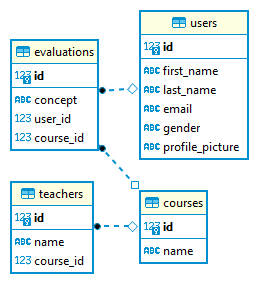 users
123 id
ABC first_name
ABC last_name
ABC email
ABC gender
ABC profile_picture
evaluations
123 id
ABC concept
123 user_id
123 course_id
teachers
123 id
ABC name
123 course_id
courses
123 id
ABC name